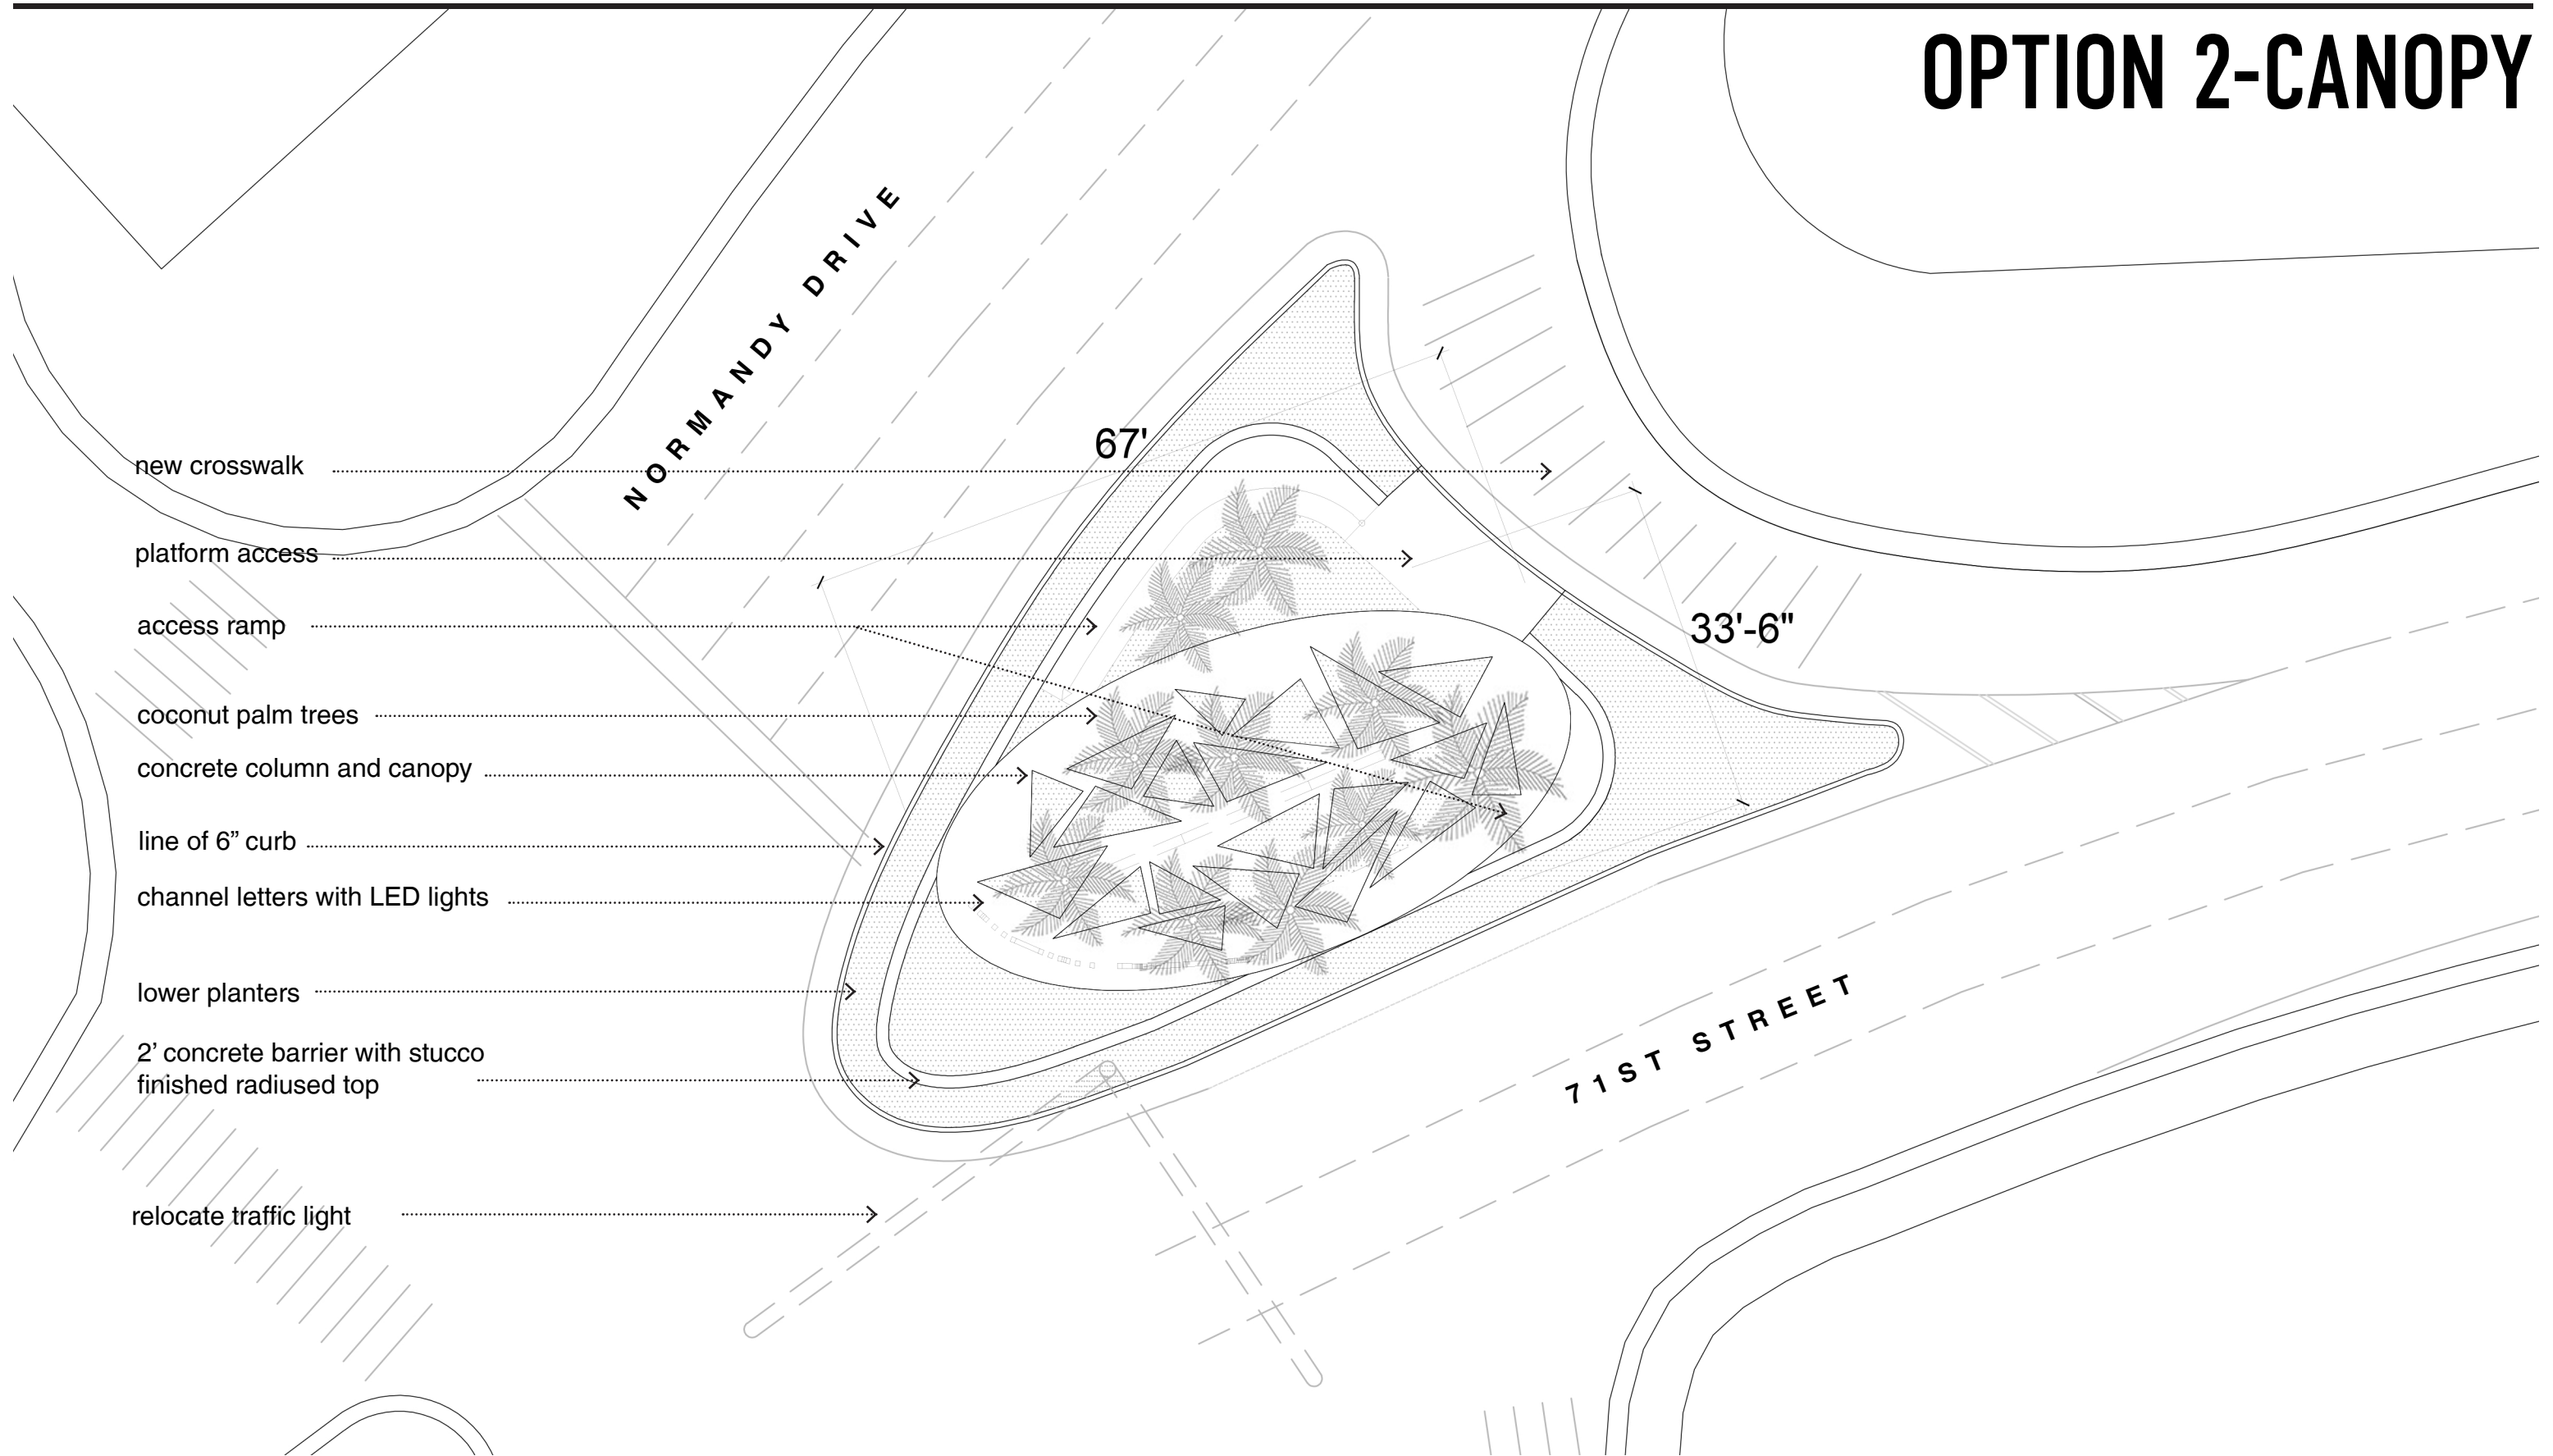 OPTION 2-CANOPY
NORMANDY DRIVE
67'
new crosswalk
platform access
access ramp
33'-6"
coconut palm trees
concrete column and canopy
line of 6” curb
channel letters with LED lights
lower planters
71ST STREET
2’ concrete barrier with stucco
finished radiused top
relocate traffic light